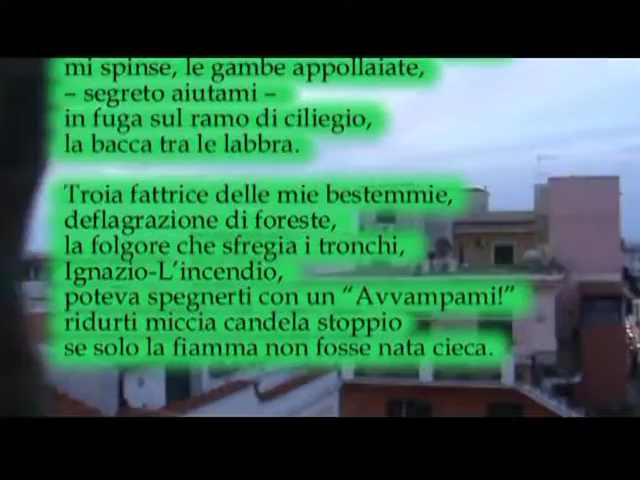 mi spinse, le gambe appollaiate,
– segreto aiutami –
in fuga sul ramo di ciliegio,
la bacca tra le labbra.
Troia fattrice delle mie bestemmie,
deflagrazione di foreste,
la folgore che sfregia i tronchi,
Ignazio-L’incendio,
poteva spegnerti con un “Avvampami!”
ridurti miccia candela stoppio
se solo la fiamma non fosse nata cieca.